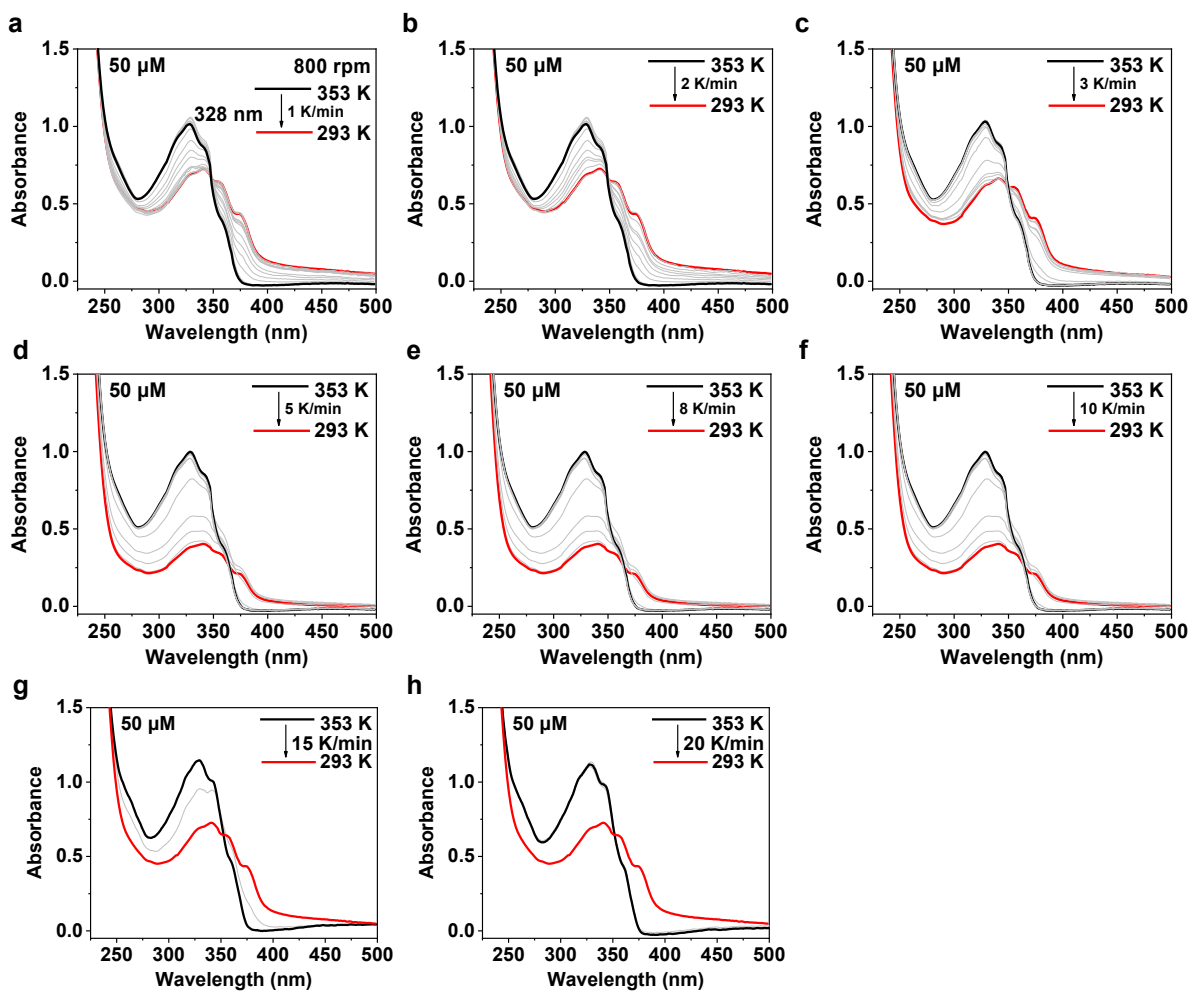 a
50 µM
800 rpm
353 K
328 nm
1 K/min
293 K
1.5
1.0
0.5
0.0
Absorbance
250 300 350 400 450 500
Wavelength (nm)
b
50 µM
353 K
2 K/min
293 K
1.5
1.0
0.5
0.0
Absorbance
250 300 350 400 450 500
Wavelength (nm)
c
50 µM
353 K
3 K/min
293 K
1.5
1.0
0.5
0.0
Absorbance
250 300 350 400 450 500
Wavelength (nm)
d
50 µM
353 K
5 K/min
293 K
1.5
1.0
0.5
0.0
Absorbance
250 300 350 400 450 500
Wavelength (nm)
e
50 µM
353 K
8 K/min
293 K
1.5
1.0
0.5
0.0
Absorbance
250 300 350 400 450 500
Wavelength (nm)
f
50 µM
353 K
10 K/min
293 K
1.5
1.0
0.5
0.0
Absorbance
250 300 350 400 450 500
Wavelength (nm)
g
50 µM
353 K
15 K/min
293 K
1.5
1.0
0.5
0.0
Absorbance
250 300 350 400 450 500
Wavelength (nm)
h
50 µM
353 K
20 K/min
293 K
1.5
1.0
0.5
0.0
Absorbance
250 300 350 400 450 500
Wavelength (nm)